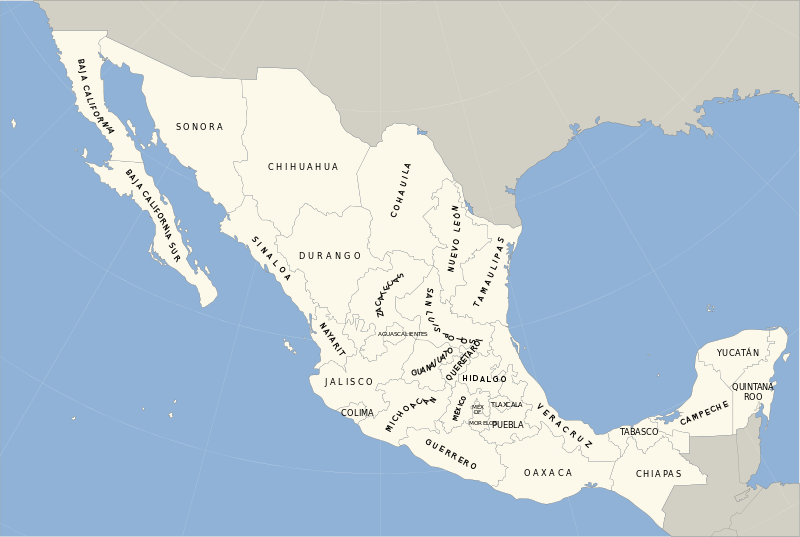 BAJA CALIFORNIA
SONORA
CHIHUAHUA
COAHUILA
BAJA CALIFORNIA SUR
NUEVO LEÓN
SINALOA
DURANGO
TAMAULIPAS
ZACATECAS
SAN LUIS POTOSÍ
NAYARIT
AGUASCALIENTES
GUANAJUATO
QUERÉTARO
HIDALGO
YUCATÁN
JALISCO
QUINTANA
ROO
COLIMA
MICHOACÁN
MÉXICO
MEX
DF.
TLAXCALA
MORELOS
PUEBLA
VERACRUZ
CAMPECHE
TABASCO
GUERRERO
OAXACA
CHIAPAS